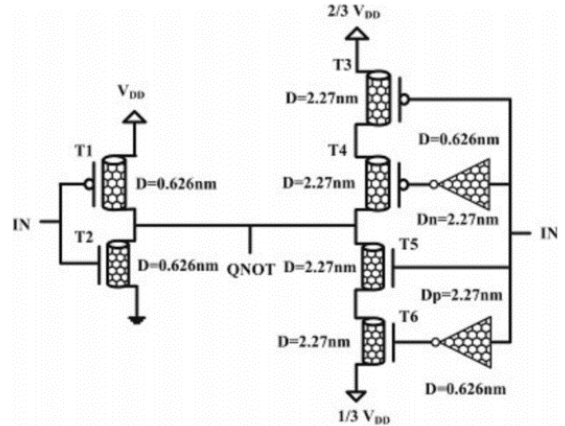 2/3 VDD
T3
VDD
D=2.27nm
T1
T4
D=0.626nm
D=0.626nm
D=2.27nm
IN
T2
Dn=2.27nm
IN
T5
D=0.626nm
QNOT
D=2.27nm
Dp=2.27nm
T6
D=2.27nm
D=0.626nm
1/3 VDD